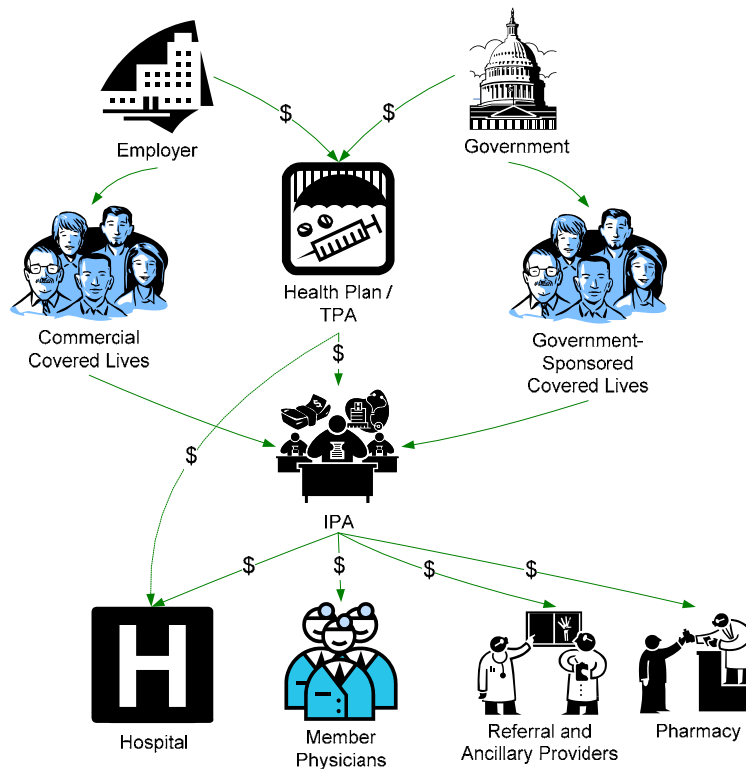 $
$
Employer
Government
Health Plan /
TPA
Commercial
Covered Lives
Government-
Sponsored
Covered Lives
$
$
$
IPA
$
$
$
$
H
Hospital
Member
Physicians
Referral and
Ancillary Providers
Pharmacy